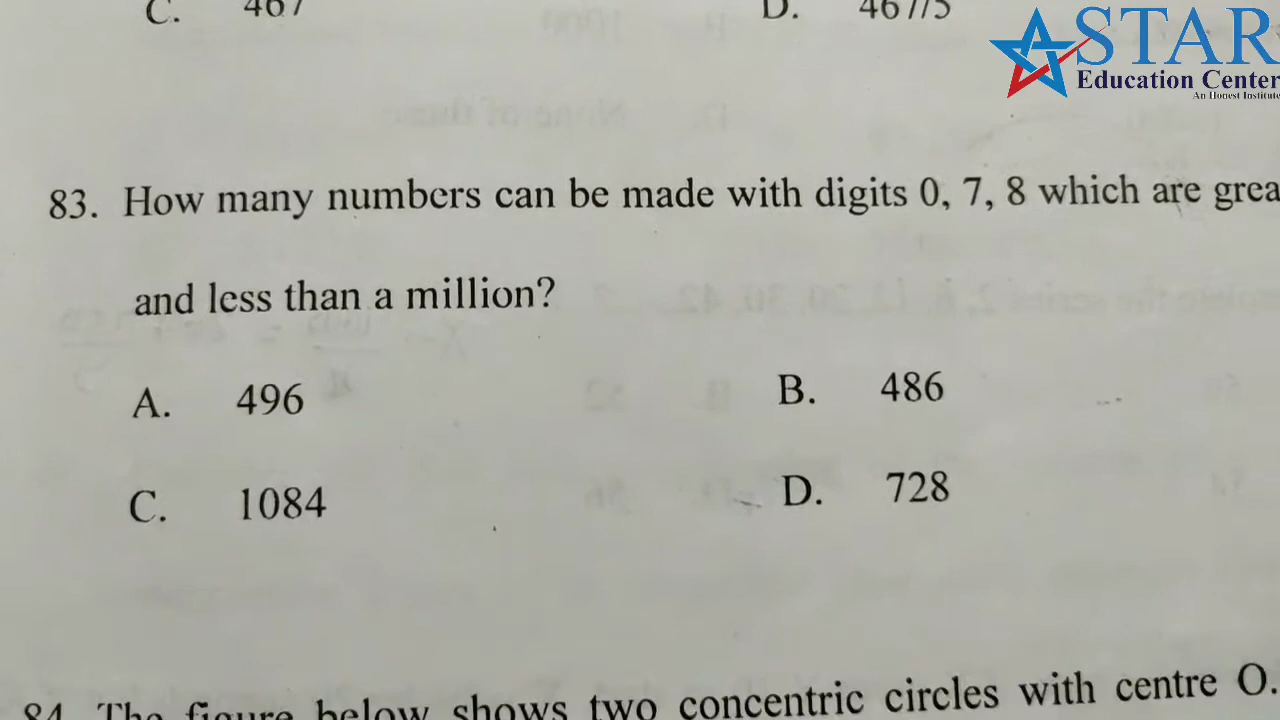 C. 467 D. 467/5
STAR
Education Center
An Honest Institute
83. How many numbers can be made with digits 0, 7, 8 which are grea
and less than a million?
A. 496 B. 486
C. 1084 D. 728
84. The figure below shows two concentric circles with centre O.